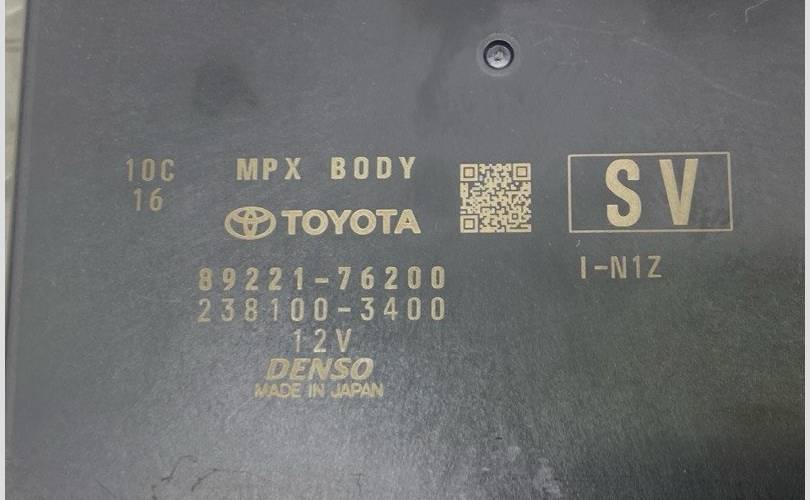 10C
16
MPX BODY
TOYOTA
89221-76200
238100-3400
12V
DENSO
MADE IN JAPAN
SV
I-N1Z